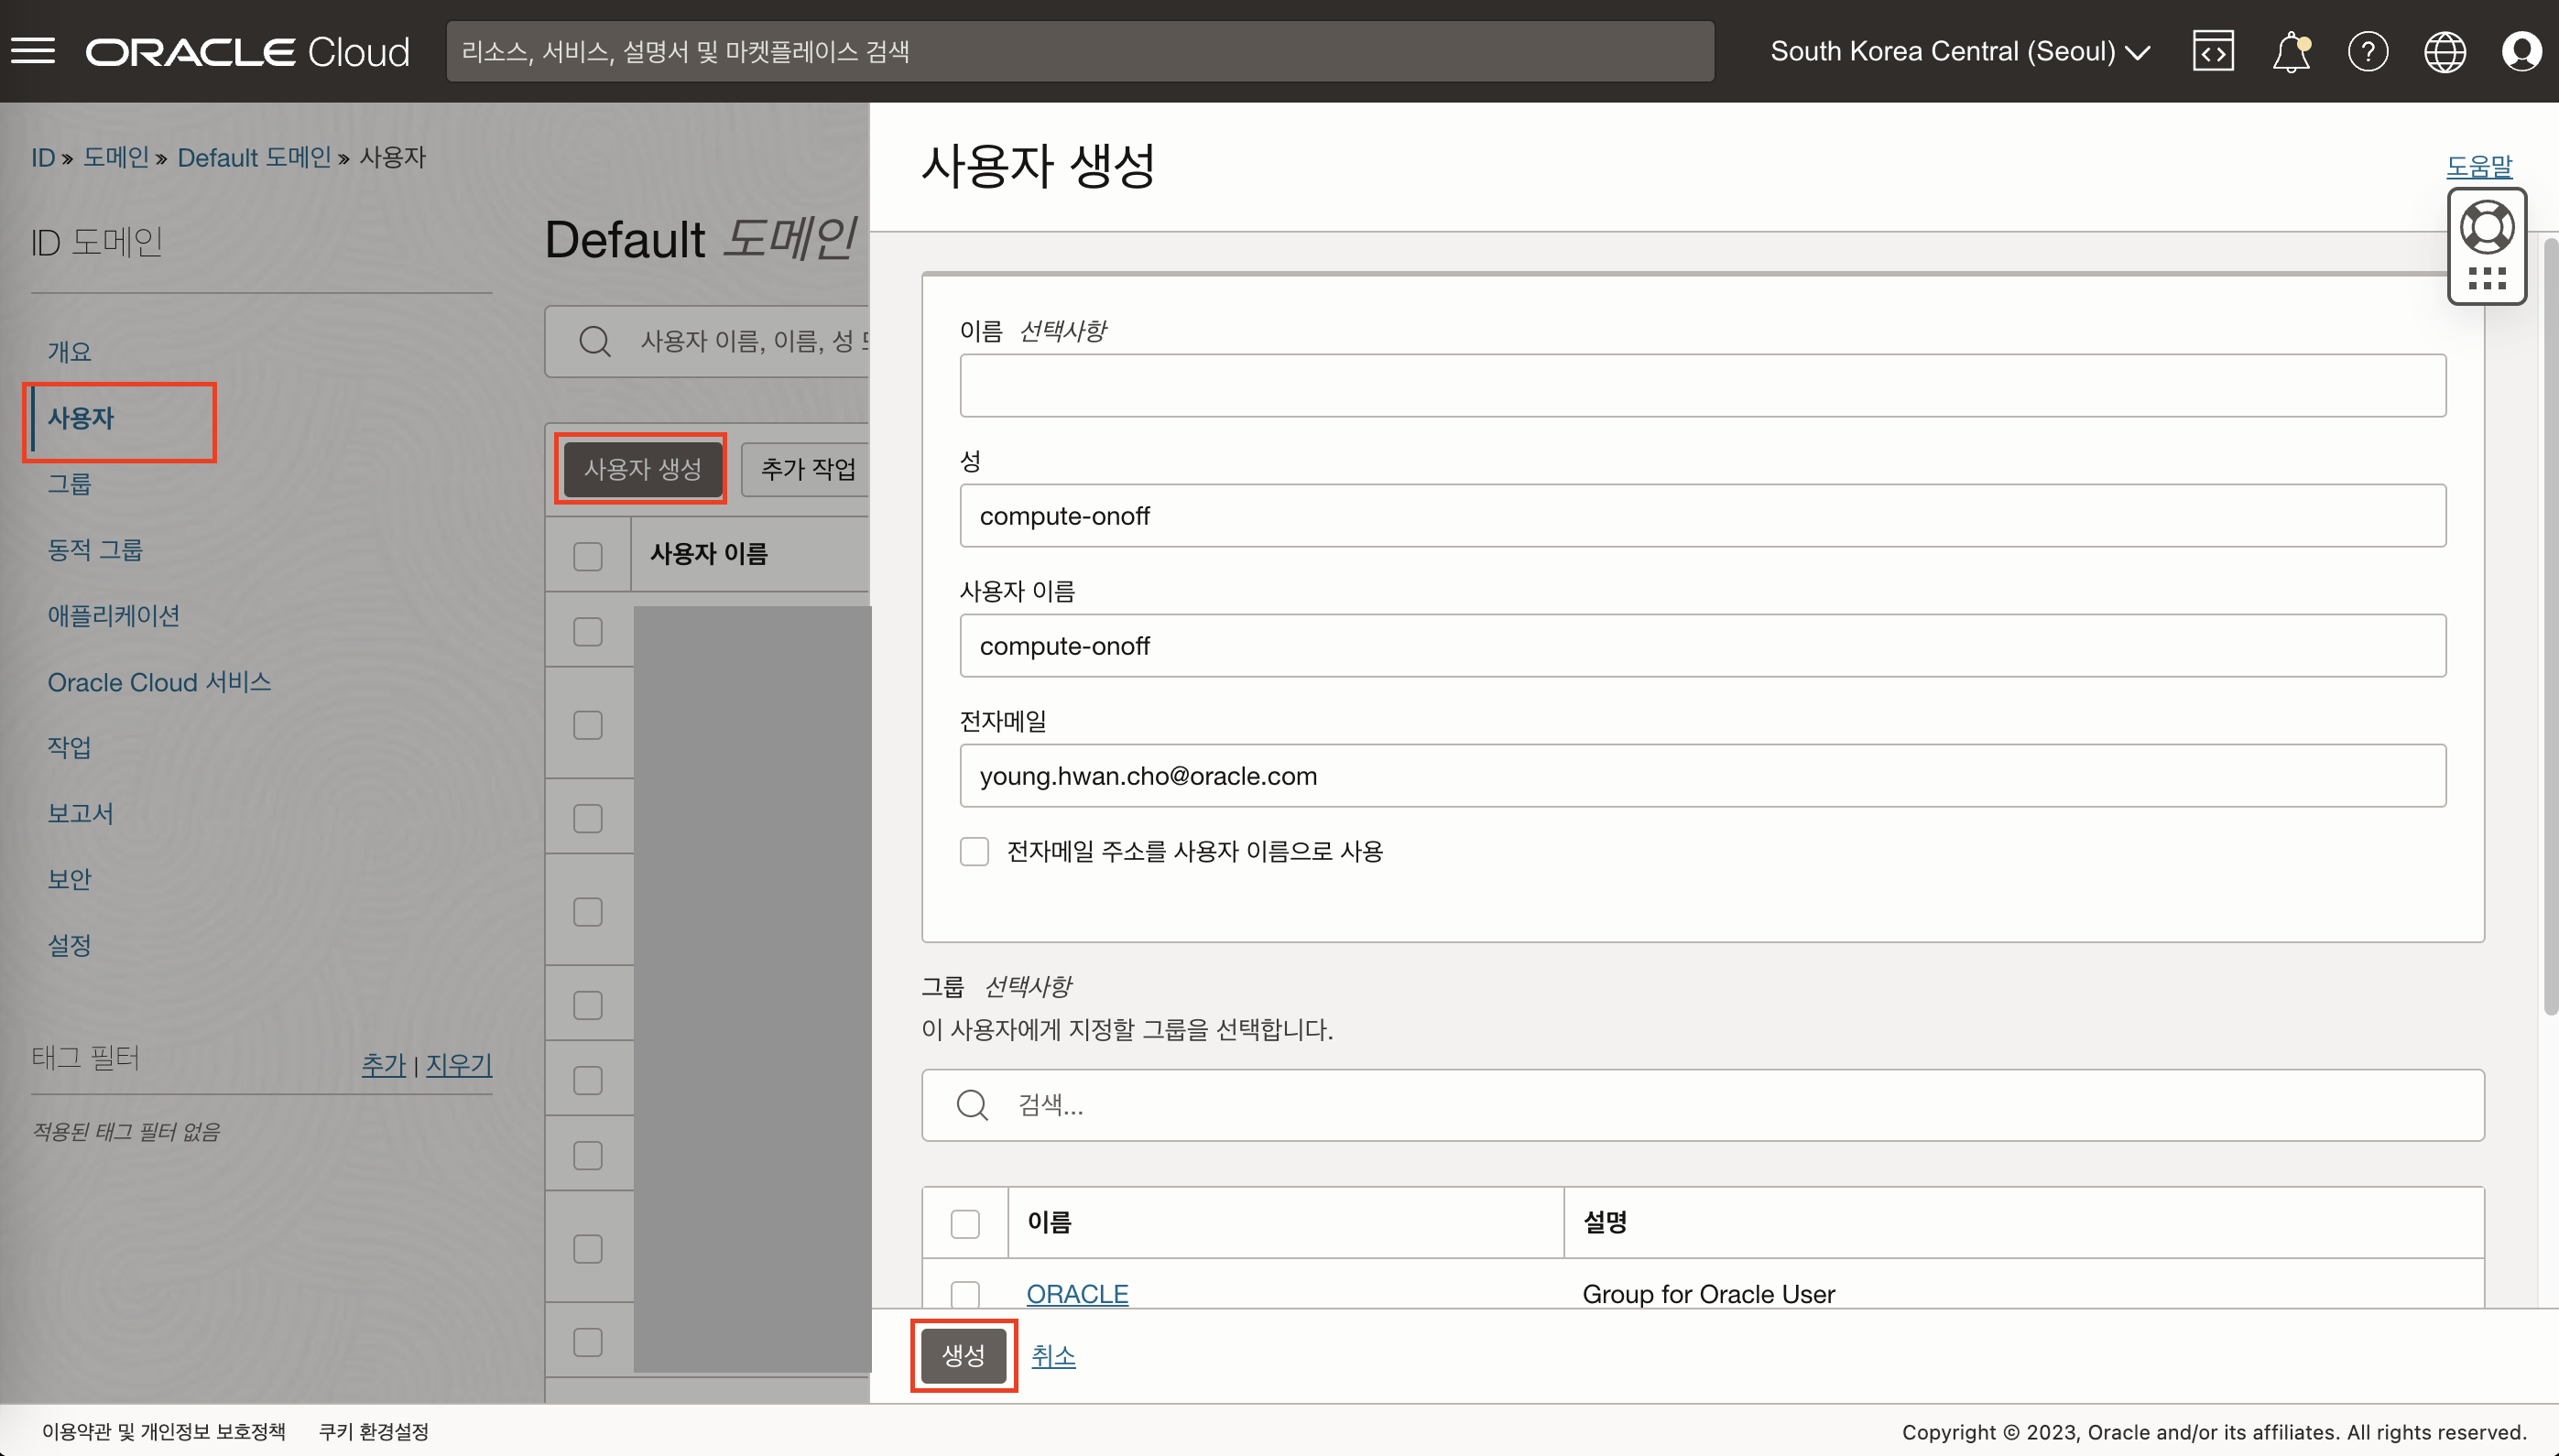 ORACLE Cloud
리소스, 서비스, 설명서 및 마켓플레이스 검색
South Korea Central (Seoul)
ID » 도메인 » Default 도메인 » 사용자
ID 도메인
개요
사용자
그룹
동적 그룹
애플리케이션
Oracle Cloud 서비스
작업
보고서
보안
설정
태그 필터
추가 | 지우기
적용된 태그 필터 없음
Default 도메인
사용자 이름, 이름, 성
사용자 생성
추가 작업
사용자 이름
사용자 생성
도움말
이름 선택사항
성
compute-onoff
사용자 이름
compute-onoff
전자메일
young.hwan.cho@oracle.com
전자메일 주소를 사용자 이름으로 사용
그룹 선택사항
이 사용자에게 지정할 그룹을 선택합니다.
검색...
이름 설명
ORACLE Group for Oracle User
생성 취소
이용약관 및 개인정보 보호정책 쿠키 환경설정
Copyright © 2023, Oracle and/or its affiliates. All rights reserved.